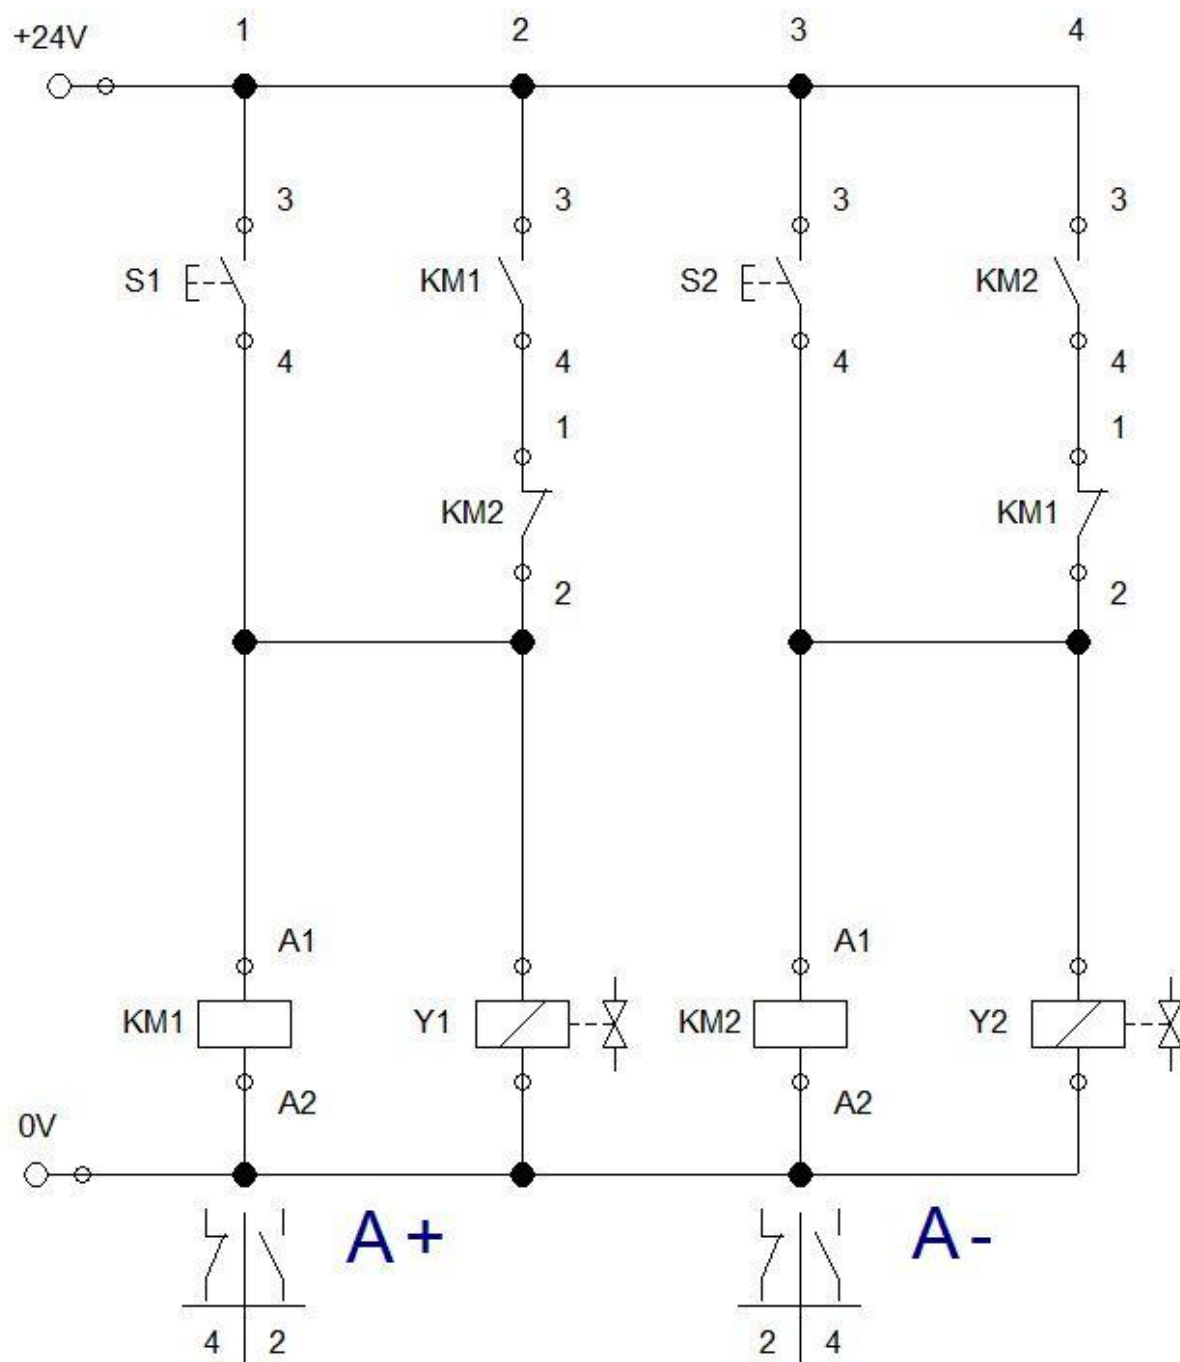 +24V 1 2 3 4
3 3 3 3
S1 KM1 S2 KM2
4 4 4 4
1 1
KM2 KM1
2 2
A1 A1
KM1 Y1 KM2 Y2
A2 A2
0V
A+ A-
4 2 2 4